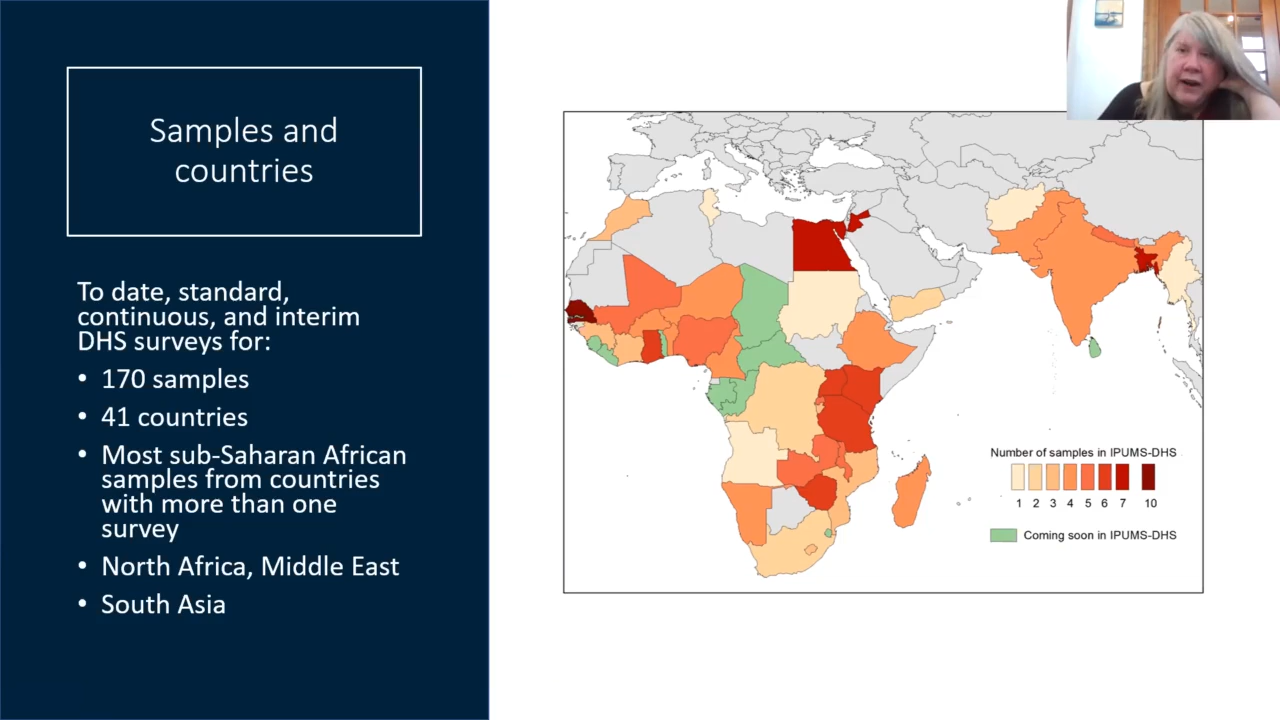 Samples and
countries
To date, standard,
continuous, and interim
DHS surveys for:
• 170 samples
• 41 countries
• Most sub-Saharan African
samples from countries
with more than one
survey
• North Africa, Middle East
• South Asia
Number of samples in IPUMS-DHS
1 2 3 4 5 6 7 10
Coming soon in IPUMS-DHS